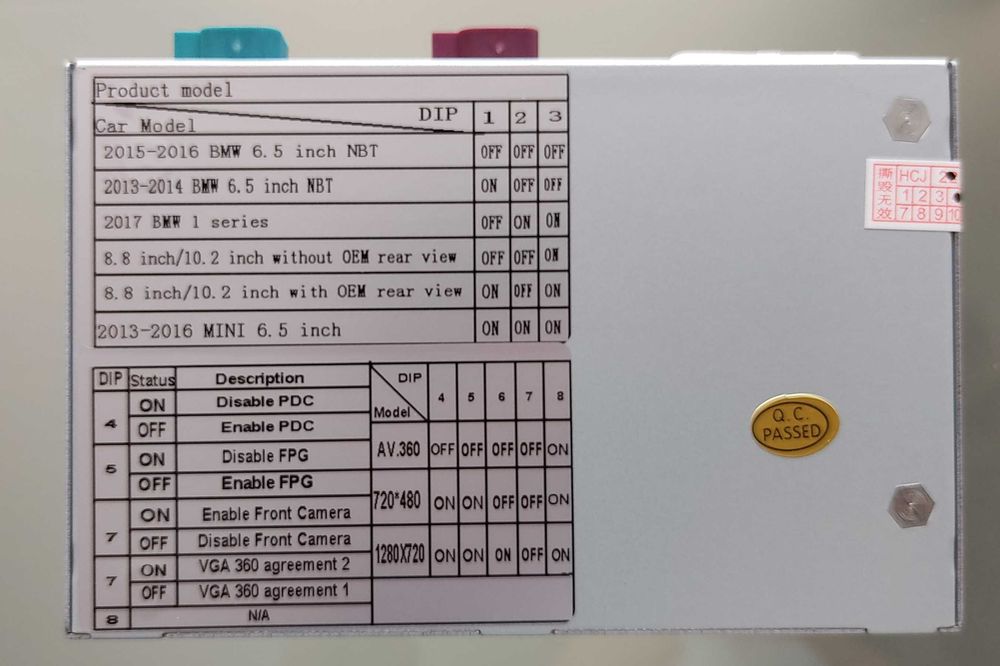 Product model
DIP 1 2 3
Car Model
2015-2016 BMW 6.5 inch NBT OFF OFF OFF
2013-2014 BMW 6.5 inch NBT ON OFF OFF
2017 BMW 1 series OFF ON ON
8.8 inch/10.2 inch without OEM rear view OFF OFF ON
8.8 inch/10.2 inch with OEM rear view ON OFF ON
2013-2016 MINI 6.5 inch ON ON ON
DIP Status Description
4 ON Disable PDC
OFF Enable PDC
5 ON Disable FPG
OFF Enable FPG
7 ON Enable Front Camera
OFF Disable Front Camera
7 ON VGA 360 agreement 2
OFF VGA 360 agreement 1
8 N/A
DIP 4 5 6 7 8
Model
AV.360 OFF OFF OFF OFF ON
720*480 ON ON OFF OFF ON
1280X720 ON ON ON OFF ON
撕毁无效
HCJ
1 2 3
7 8 9 10
Q.C.
PASSED